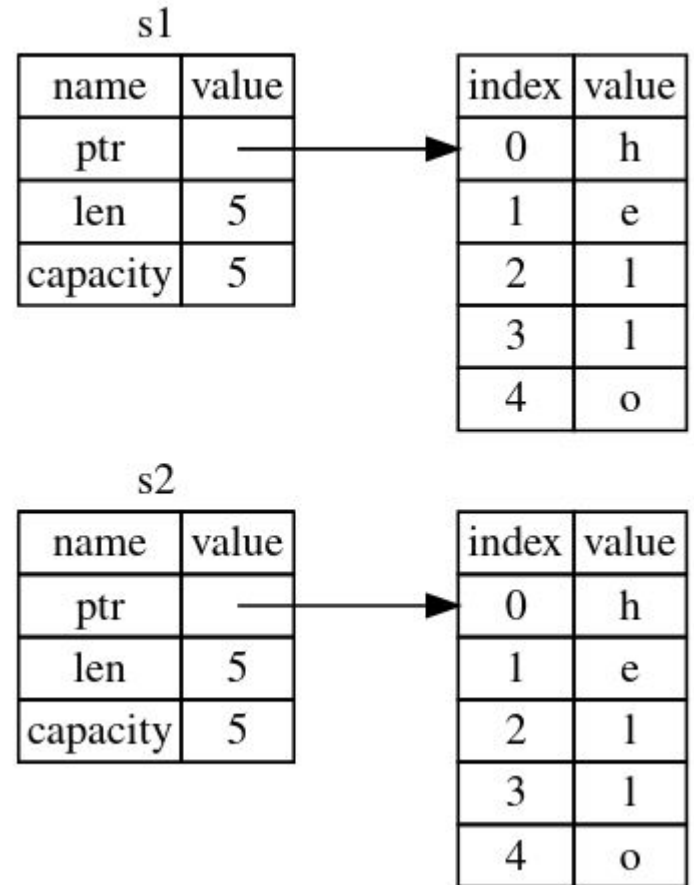 s1
name value
ptr
len 5
capacity 5
index value
0 h
1 e
2 l
3 l
4 o
s2
name value
ptr
len 5
capacity 5
index value
0 h
1 e
2 l
3 l
4 o